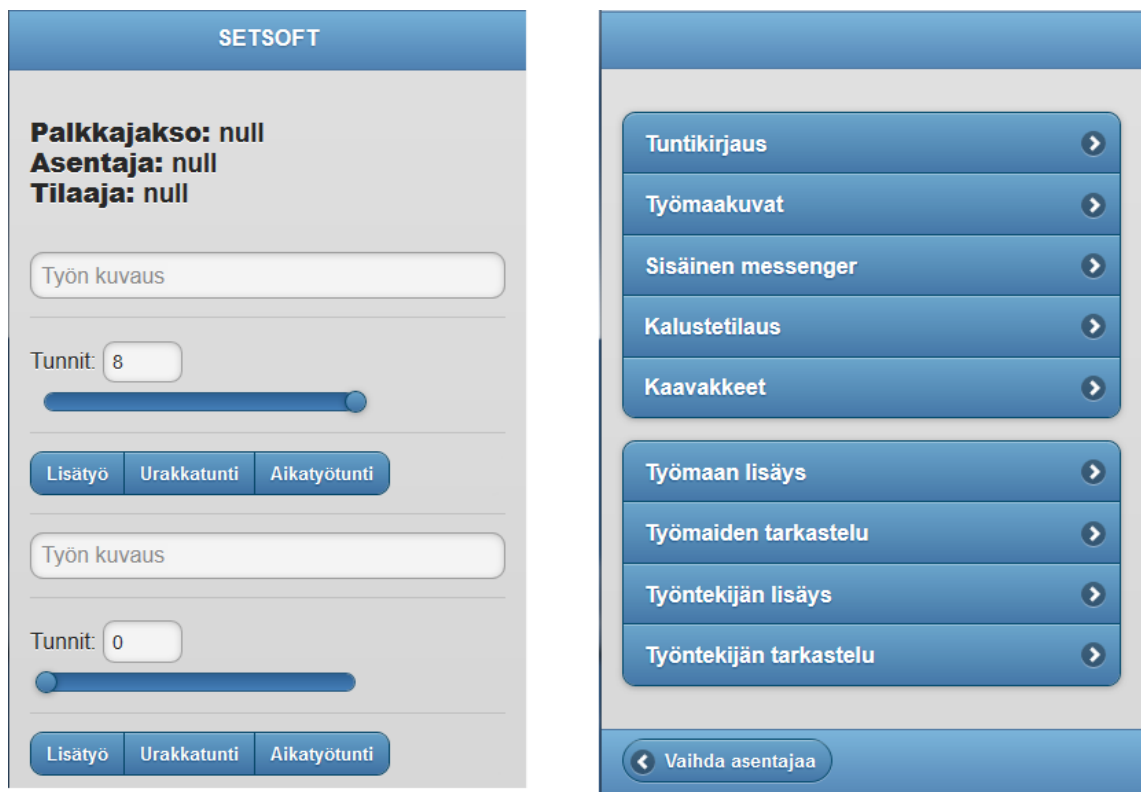 SETSOFT
Palkkajakso: null
Asentaja: null
Tilaaja: null
Työn kuvaus
Tunnit: 8
Lisätyö Urakkatunti Aikatyötunti
Työn kuvaus
Tunnit: 0
Lisätyö Urakkatunti Aikatyötunti
Tuntikirjaus
Työmaakuvat
Sisäinen messenger
Kalustetilaus
Kaavakkeet
Työmaan lisäys
Työmaiden tarkastelu
Työntekijän lisäys
Työntekijän tarkastelu
Vaihda asentajaa